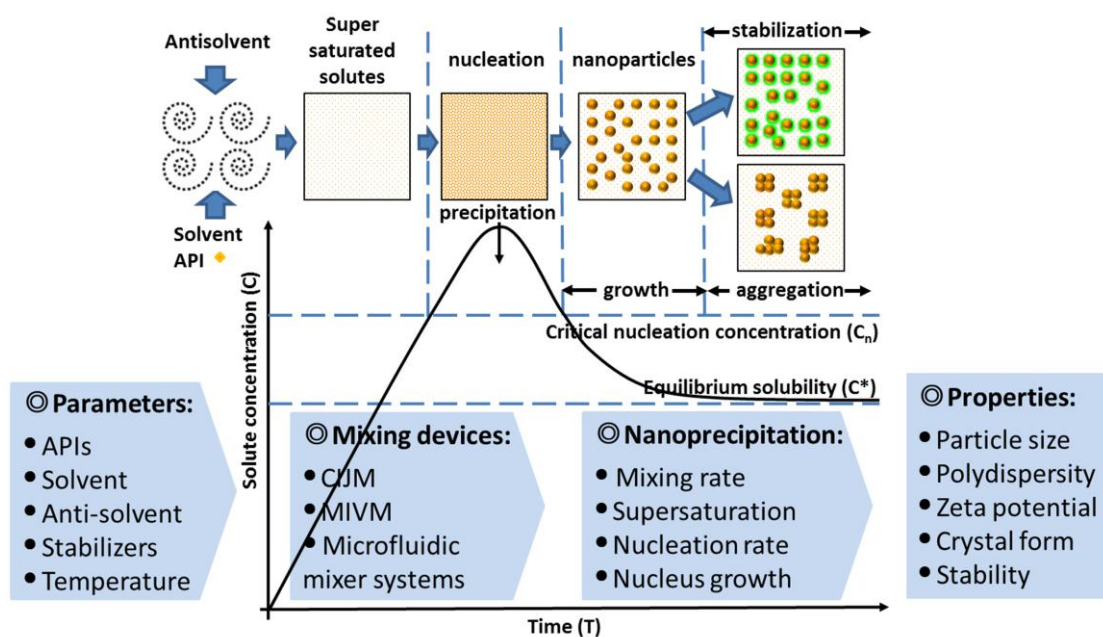 Antisolvent
Solvent
API
Super
saturated
solutes
nucleation
precipitation
nanoparticles
stabilization
growth
aggregation
Critical nucleation concentration (Cn)
Equilibrium solubility (C*)
Solute concentration (C)
Time (T)
◎ Parameters:
● APIs
● Solvent
● Anti-solvent
● Stabilizers
● Temperature
◎ Mixing devices:
● CIJM
● MIVM
● Microfluidic
mixer systems
◎ Nanoprecipitation:
● Mixing rate
● Supersaturation
● Nucleation rate
● Nucleus growth
◎ Properties:
● Particle size
● Polydispersity
● Zeta potential
● Crystal form
● Stability